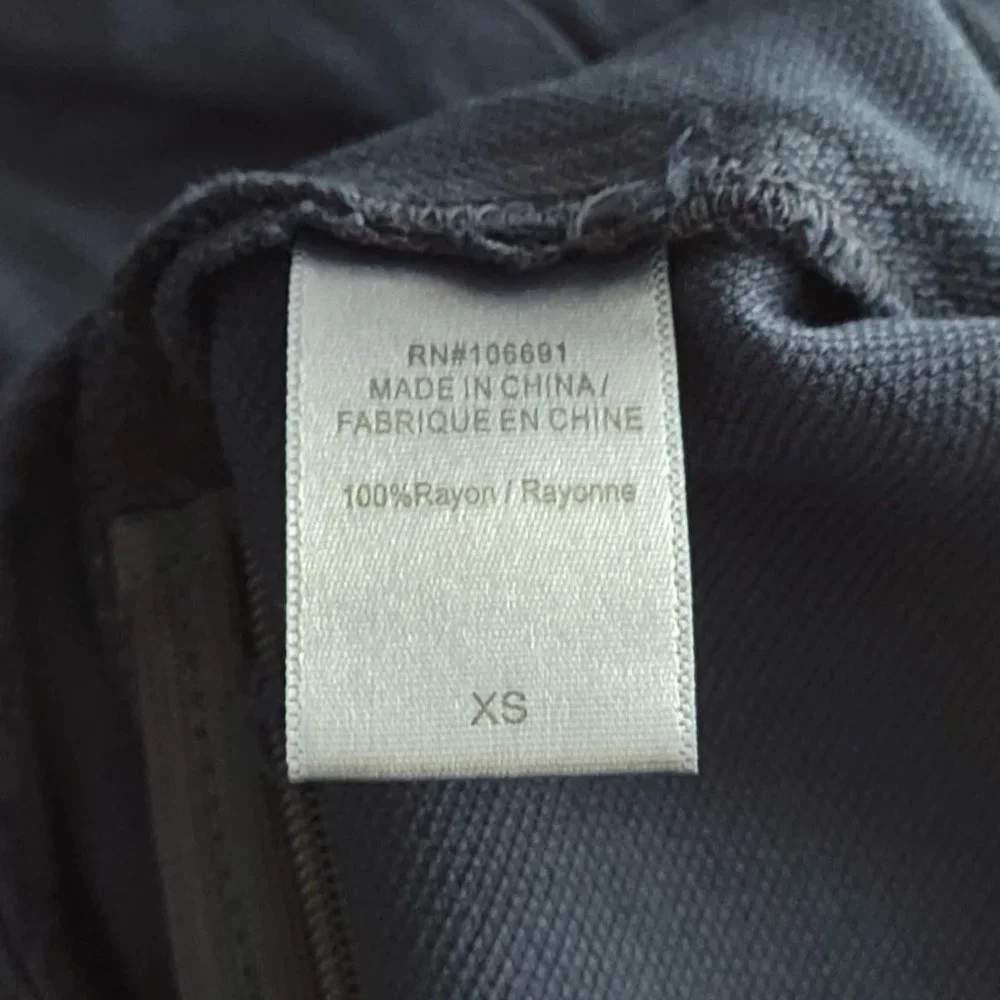 RN#106691
MADE IN CHINA/
FABRIQUE EN CHINE
100%Rayon / Rayonne
XS